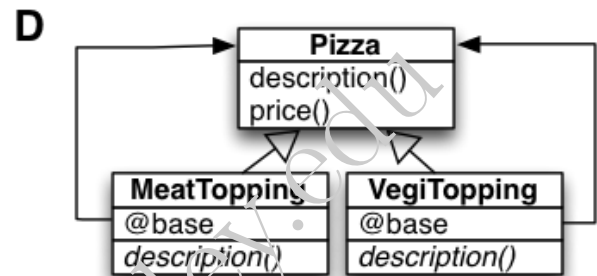 D
Pizza
description()
price()
MeatTopping
@base
description()
VegiTopping
@base
description()